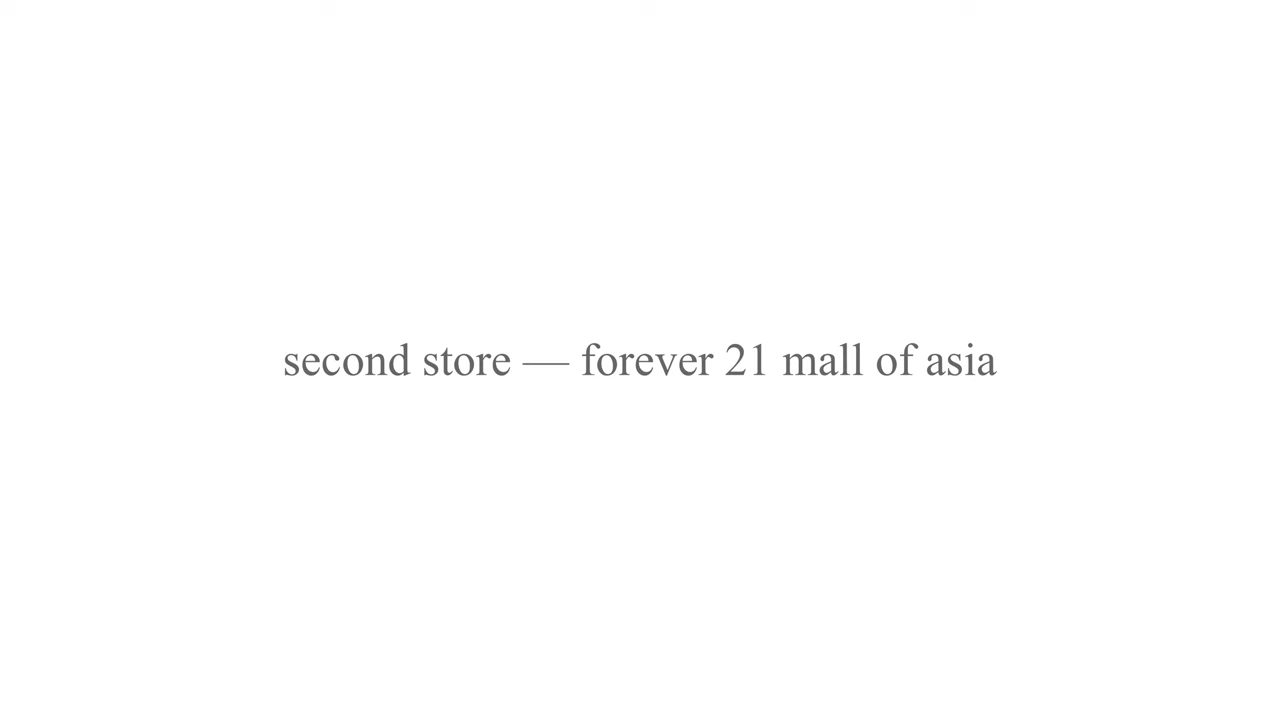 second store — forever 21 mall of asia